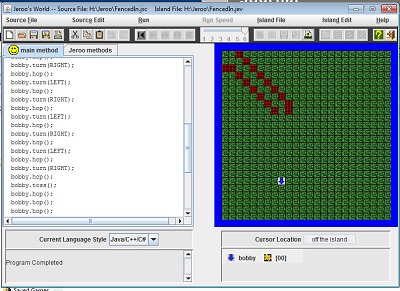 Jeroo's World -- Source File: H:\Jeroo\FencedIn.jsc Island File: H:\Jeroo\FencedIn.jev
Source File Source Edit Run Run Speed Island File Island Edit Help
1 2 3 4 5 6
main method Jeroo methods
bobby.turn(RIGHT);
bobby.hop();
bobby.turn(LEFT);
bobby.hop();
bobby.turn(RIGHT);
bobby.hop();
bobby.turn(LEFT);
bobby.hop();
bobby.turn(RIGHT);
bobby.hop();
bobby.turn(LEFT);
bobby.hop();
bobby.turn(RIGHT);
bobby.hop();
bobby.toss();
bobby.hop();
bobby.hop();
bobby.hop();
Current Language Style Java/C++/C#
Cursor Location off the island
Program Completed
bobby [00]
Saved Games